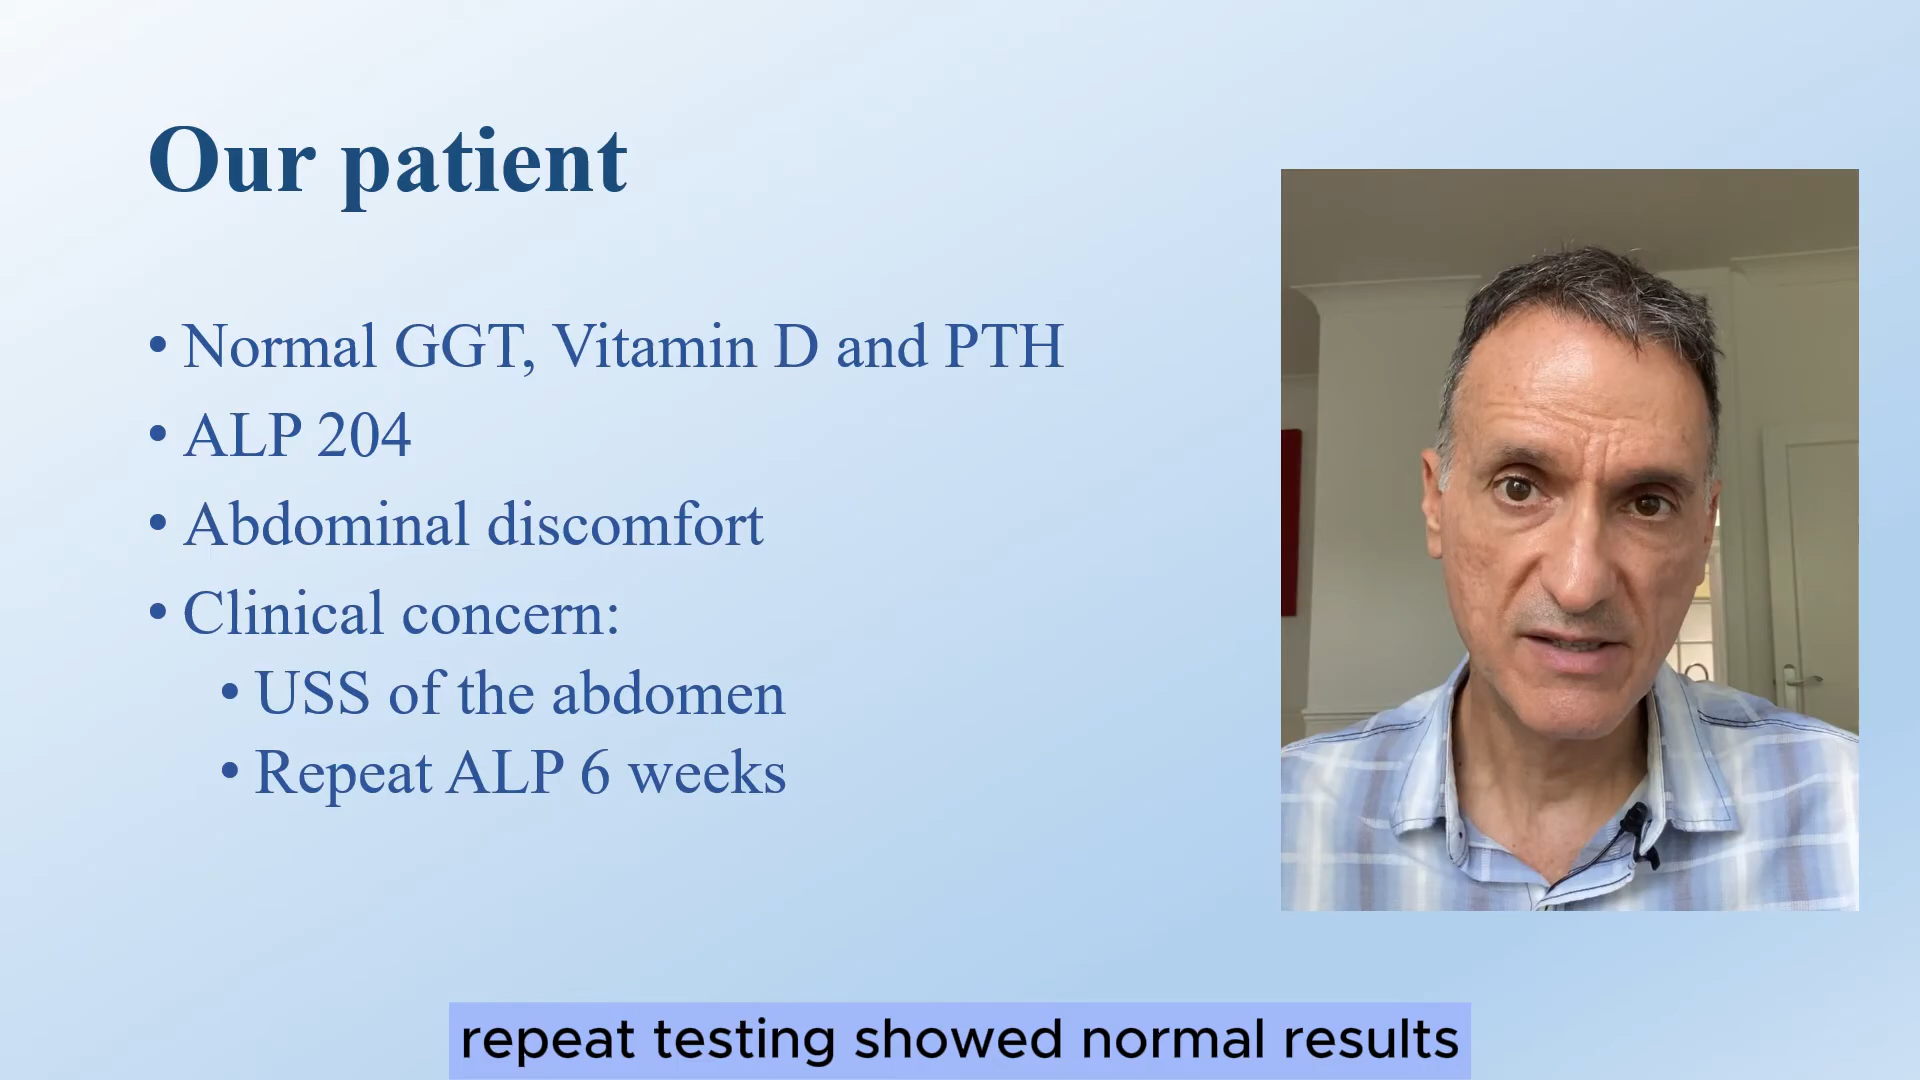 Our patient
• Normal GGT, Vitamin D and PTH
• ALP 204
• Abdominal discomfort
• Clinical concern:
• USS of the abdomen
• Repeat ALP 6 weeks
repeat testing showed normal results